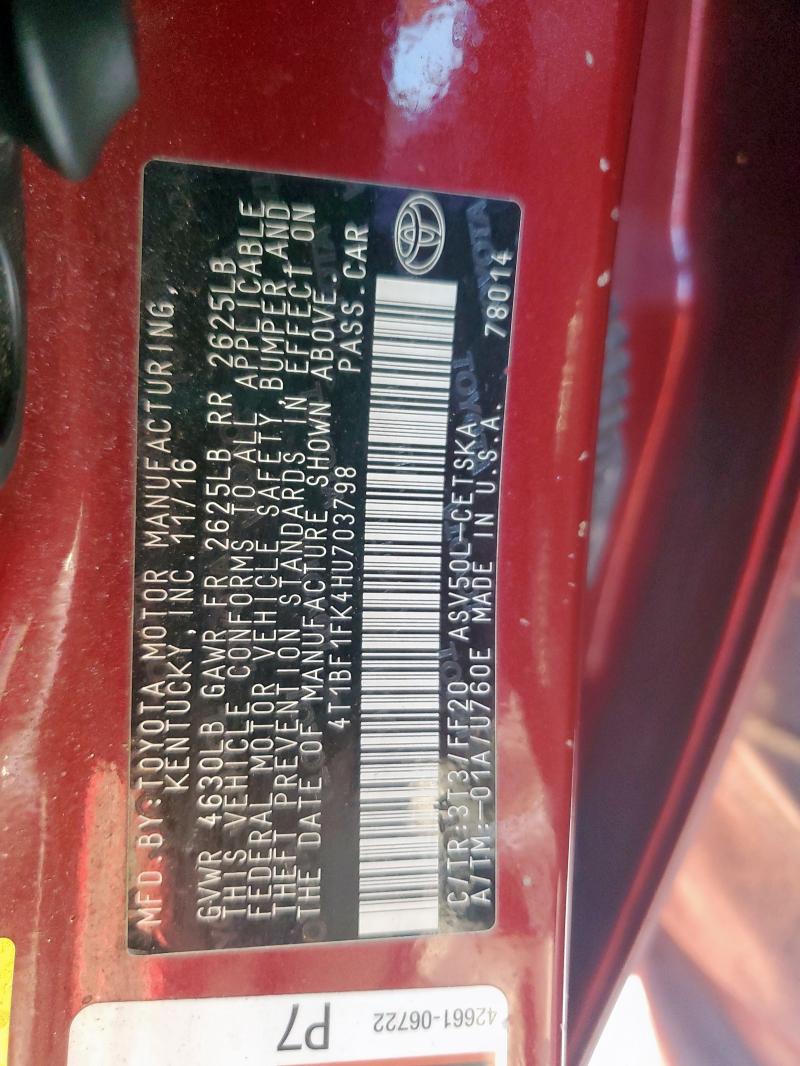 MFD.BY:TOYOTA MOTOR MANUFACTURING,
KENTUCKY,INC. 11/16
GVWR 4630LB GAWR FR 2625LB RR 2625LB
THIS VEHICLE CONFORMS TO ALL APPLICABLE
FEDERAL MOTOR VEHICLE SAFETY, BUMPER,AND
THEFT PREVENTION STANDARDS IN EFFECT ON
THE DATE OF MANUFACTURE SHOWN ABOVE.
4T1BF1FK4HU703798 PASS.CAR
C/TR:3T3 FF20 ASV50L-CETSKA
A/TM:-01A/U760E MADE IN U.S.A. 78014
P7
42661-06722